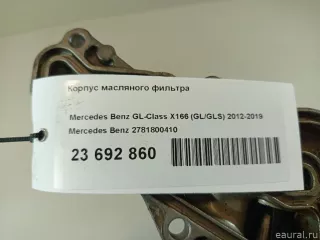 Корпус масляного фильтра
Mercedes Benz GL-Class X166 (GL/GLS) 2012-2019
Mercedes Benz 2781800410
23 692 860
eaural.ru